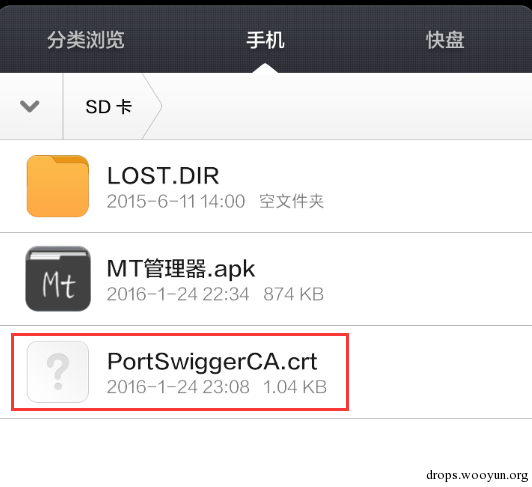 分类浏览 手机 快盘
SD 卡
LOST.DIR
2015-6-11 14:00 空文件夹
Mt
MT管理器.apk
2016-1-24 22:34 874 KB
?
PortSwiggerCA.crt
2016-1-24 23:08 1.04 KB
drops.wooyun.org